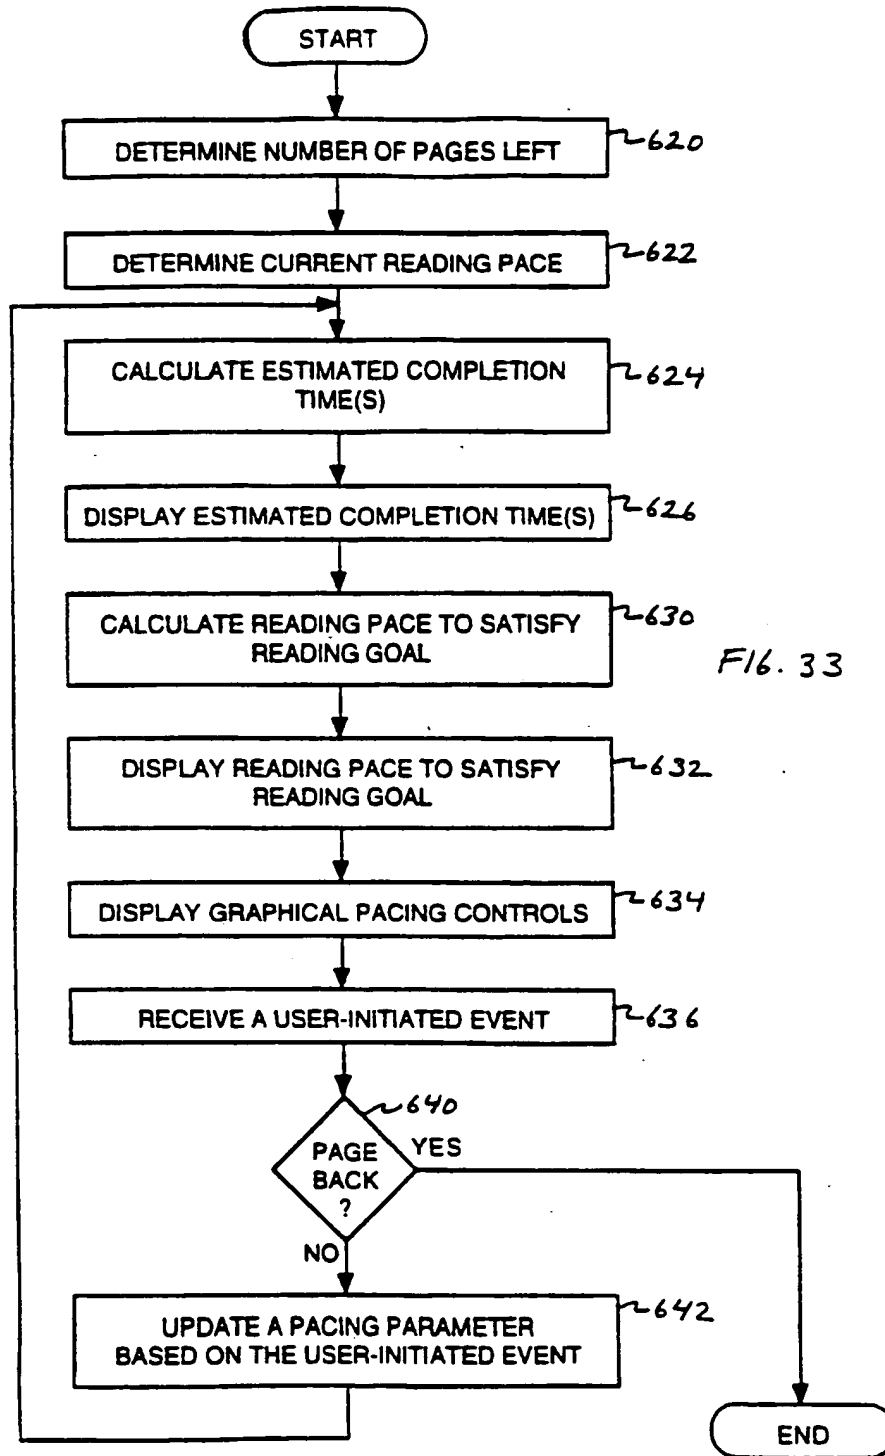 START
DETERMINE NUMBER OF PAGES LEFT
620
DETERMINE CURRENT READING PACE
622
CALCULATE ESTIMATED COMPLETION
TIME(S)
624
DISPLAY ESTIMATED COMPLETION TIME(S)
626
CALCULATE READING PACE TO SATISFY
READING GOAL
630
FIG. 33
DISPLAY READING PACE TO SATISFY
READING GOAL
632
DISPLAY GRAPHICAL PACING CONTROLS
634
RECEIVE A USER-INITIATED EVENT
636
640
PAGE
BACK
?
YES
NO
UPDATE A PACING PARAMETER
BASED ON THE USER-INITIATED EVENT
642
END